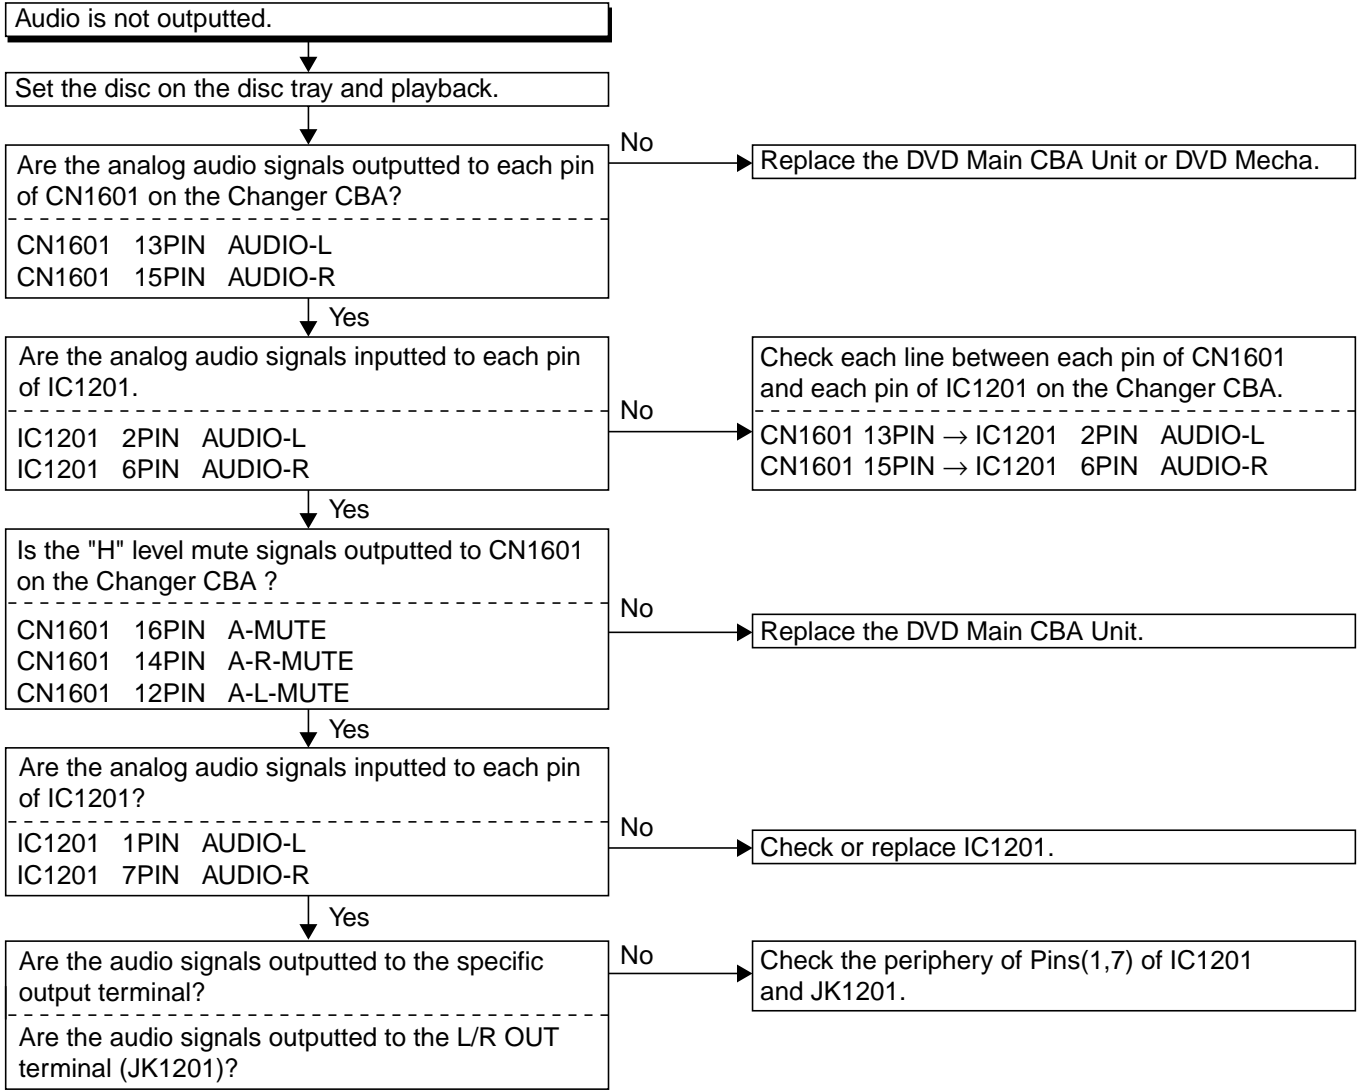 Audio is not outputted.
Set the disc on the disc tray and playback.
No
Are the analog audio signals outputted to each pin
of CN1601 on the Changer CBA?
CN1601 13PIN AUDIO-L
CN1601 15PIN AUDIO-R
Replace the DVD Main CBA Unit or DVD Mecha.
Yes
Are the analog audio signals inputted to each pin
of IC1201.
IC1201 2PIN AUDIO-L
IC1201 6PIN AUDIO-R
No
Check each line between each pin of CN1601
and each pin of IC1201 on the Changer CBA.
CN1601 13PIN → IC1201 2PIN AUDIO-L
CN1601 15PIN → IC1201 6PIN AUDIO-R
Yes
Is the "H" level mute signals outputted to CN1601
on the Changer CBA ?
CN1601 16PIN A-MUTE
CN1601 14PIN A-R-MUTE
CN1601 12PIN A-L-MUTE
No
Replace the DVD Main CBA Unit.
Yes
Are the analog audio signals inputted to each pin
of IC1201?
IC1201 1PIN AUDIO-L
IC1201 7PIN AUDIO-R
No
Check or replace IC1201.
Yes
Are the audio signals outputted to the specific
output terminal?
Are the audio signals outputted to the L/R OUT
terminal (JK1201)?
No
Check the periphery of Pins(1,7) of IC1201
and JK1201.